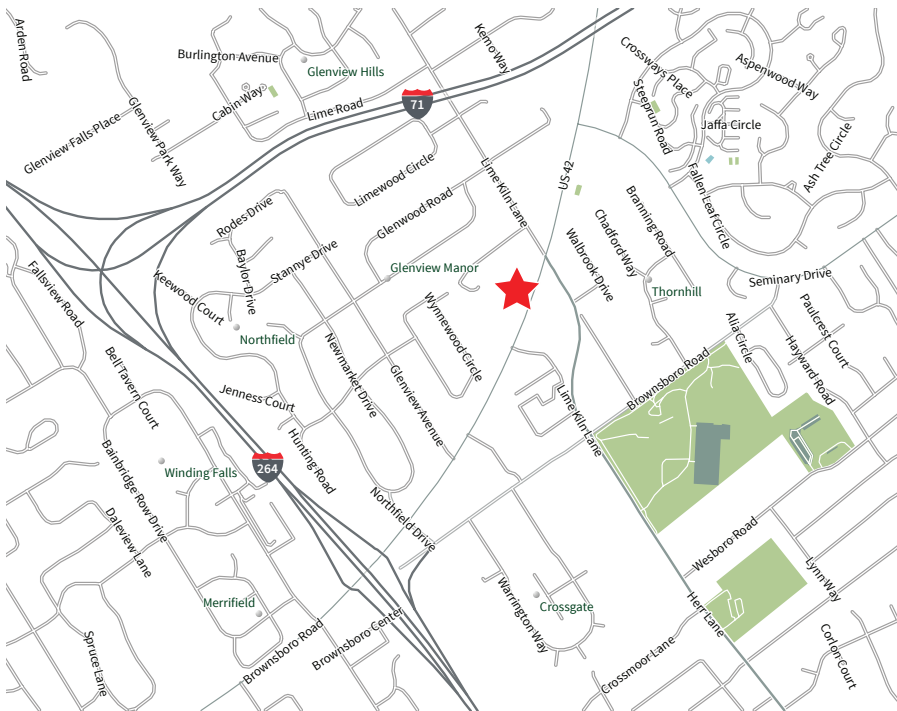 Arden Road
Burlington Avenue
Glenview Hills
Kemo Way
Crossways Place
Aspenwood Way
Cabin Way
Lime Road
71
Steeprun Road
Jaffa Circle
Glenview Falls Place
Glenview Park Way
Limewood Circle
Lime Kiln Lane
US 42
Fallen Leaf Circle
Ash Tree Circle
Rodes Drive
Glenwood Road
Branning Road
Chadford Way
Walbrook Drive
Stannye Drive
Baylor Drive
Glenview Manor
Thornhill
Seminary Drive
Fallsview Road
Keewood Court
Northfield
Wynnewood Circle
Alia Circle
Paulcrest Court
Hayward Road
Newmarket Drive
Glenview Avenue
Brownsboro Road
Bell Tavern Court
Jenness Court
Lime Kiln Lane
Hunting Road
Bainbridge Row Drive
Winding Falls
264
Daleview Lane
Northfield Drive
Wesboro Road
Lynn Way
Merrifield
Warrington Way
Crossgate
Herr Lane
Spruce Lane
Brownsboro Road
Brownsboro Center
Crossmoor Lane
Corlon Court